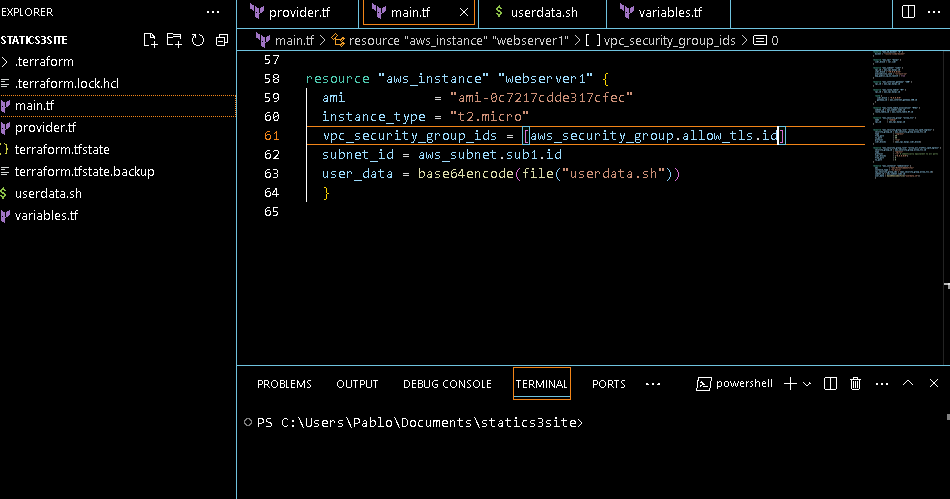 EXPLORER
···
STATICS3SITE
.terraform
.terraform.lock.hcl
main.tf
provider.tf
{} terraform.tfstate
terraform.tfstate.backup
$ userdata.sh
variables.tf
provider.tf
main.tf
$ userdata.sh
variables.tf
···
main.tf > resource "aws_instance" "webserver1" > [ ] vpc_security_group_ids > 0
57
58 resource "aws_instance" "webserver1" {
59 ami = "ami-0c7217cdde317cfec"
60 instance_type = "t2.micro"
61 vpc_security_group_ids = [aws_security_group.allow_tls.id]
62 subnet_id = aws_subnet.sub1.id
63 user_data = base64encode(file("userdata.sh"))
64 }
65
PROBLEMS OUTPUT DEBUG CONSOLE TERMINAL PORTS ··· powershell ···
PS C:\Users\Pablo\Documents\statics3site>